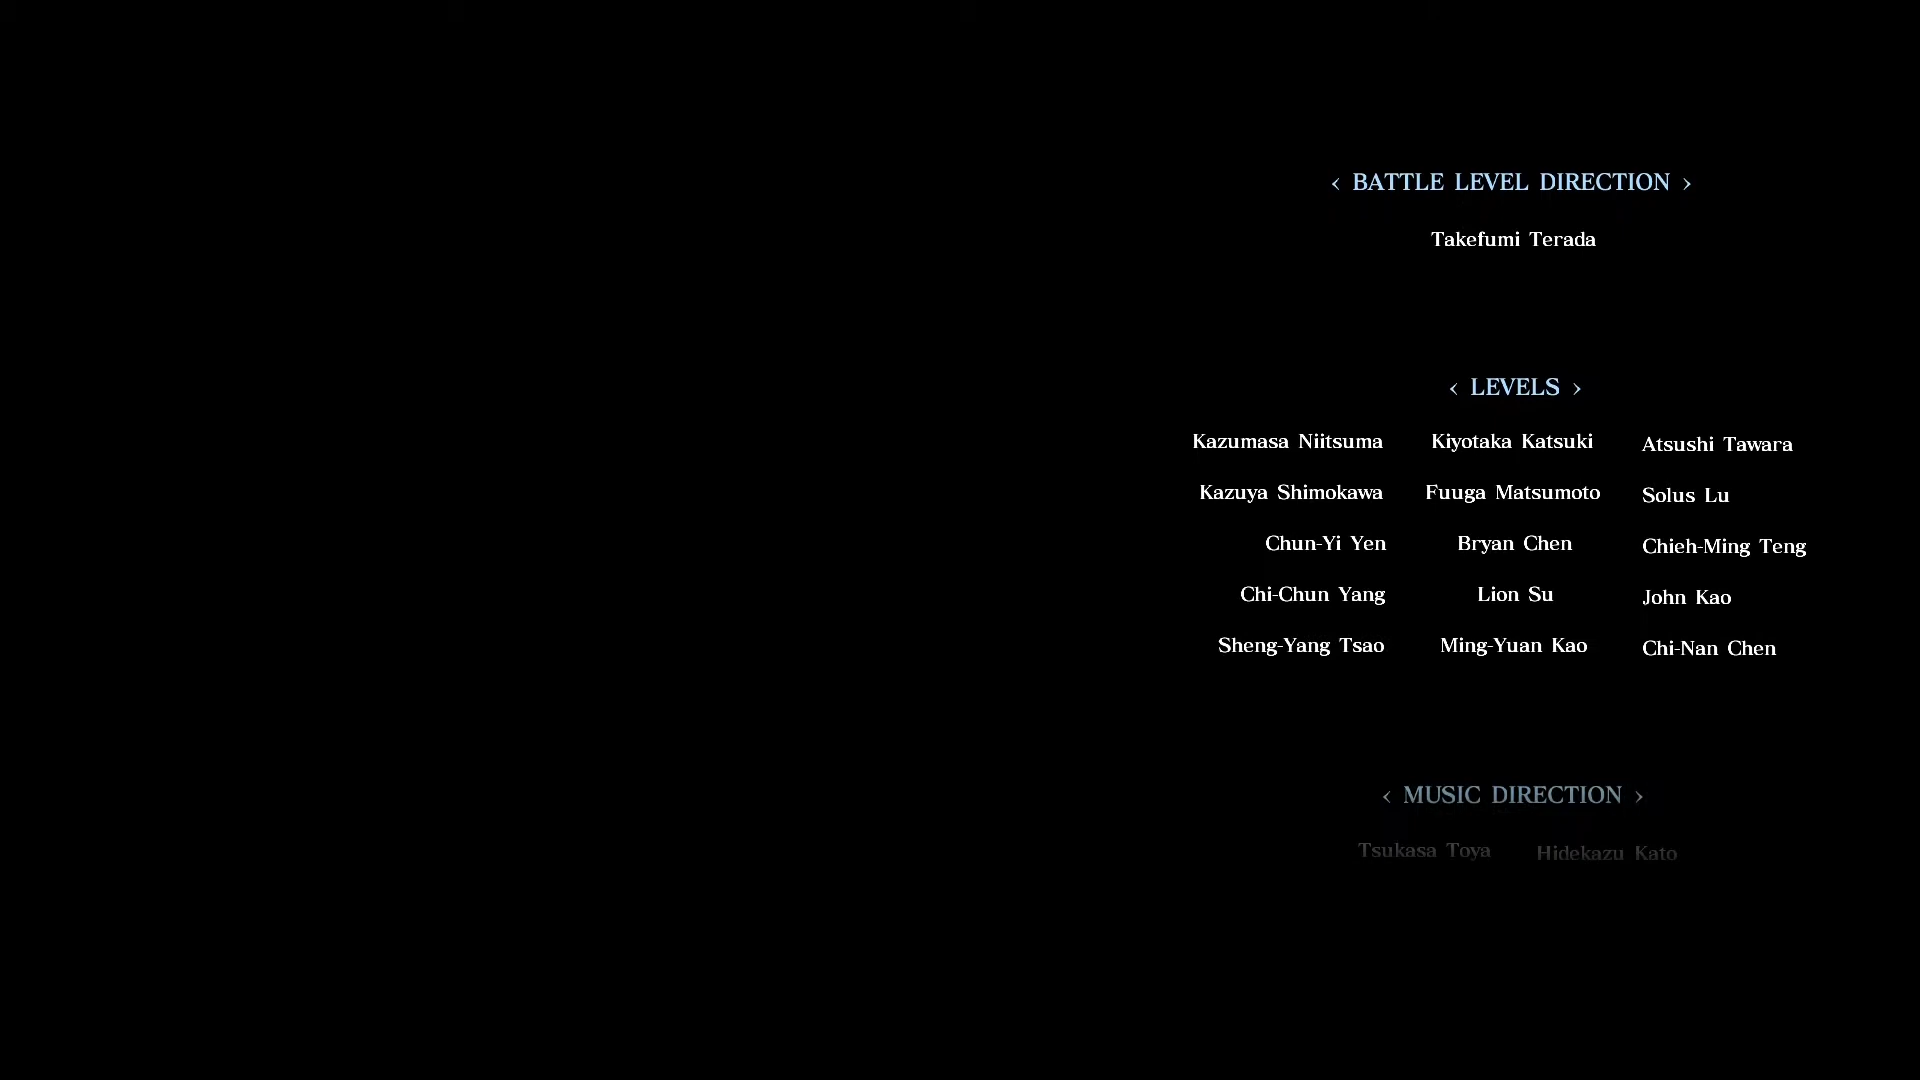 ‹ BATTLE LEVEL DIRECTION ›
Takefumi Terada
‹ LEVELS ›
Kazumasa Niitsuma Kiyotaka Katsuki Atsushi Tawara
Kazuya Shimokawa Fuuga Matsumoto Solus Lu
Chun-Yi Yen Bryan Chen Chieh-Ming Teng
Chi-Chun Yang Lion Su John Kao
Sheng-Yang Tsao Ming-Yuan Kao Chi-Nan Chen
‹ MUSIC DIRECTION ›
Tsukasa Toya Hidekazu Kato